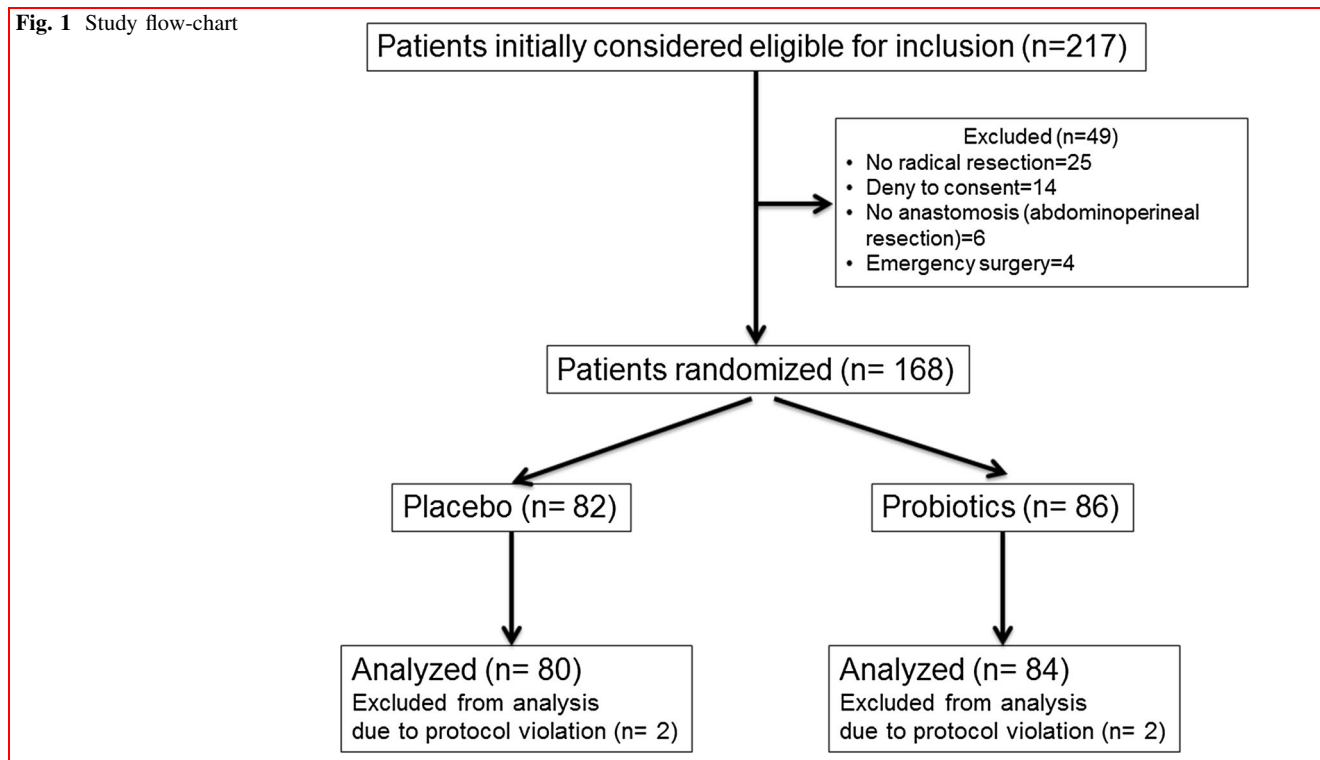 Fig. 1 Study flow-chart
Patients initially considered eligible for inclusion (n=217)
Excluded (n=49)
• No radical resection=25
• Deny to consent=14
• No anastomosis (abdominoperineal
resection)=6
• Emergency surgery=4
Patients randomized (n= 168)
Placebo (n= 82)
Probiotics (n= 86)
Analyzed (n= 80)
Excluded from analysis
due to protocol violation (n= 2)
Analyzed (n= 84)
Excluded from analysis
due to protocol violation (n= 2)